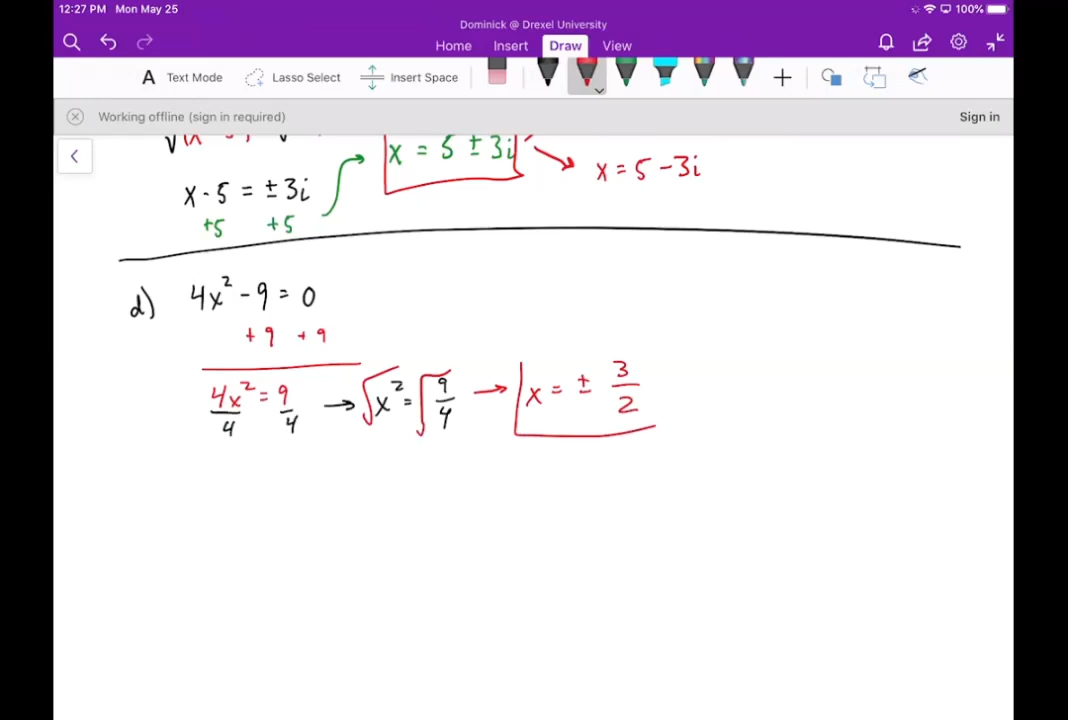 12:27 PM Mon May 25 100%
Dominick @ Drexel University
Home Insert Draw View
A Text Mode Lasso Select Insert Space
Working offline (sign in required) Sign in
x = 5 ± 3i
x = 5 - 3i
x - 5 = ± 3i
+5 +5
d) 4x² - 9 = 0
+ 9 + 9
4x²/4 = 9/4 → √x² = √9/4 → x = ± 3/2